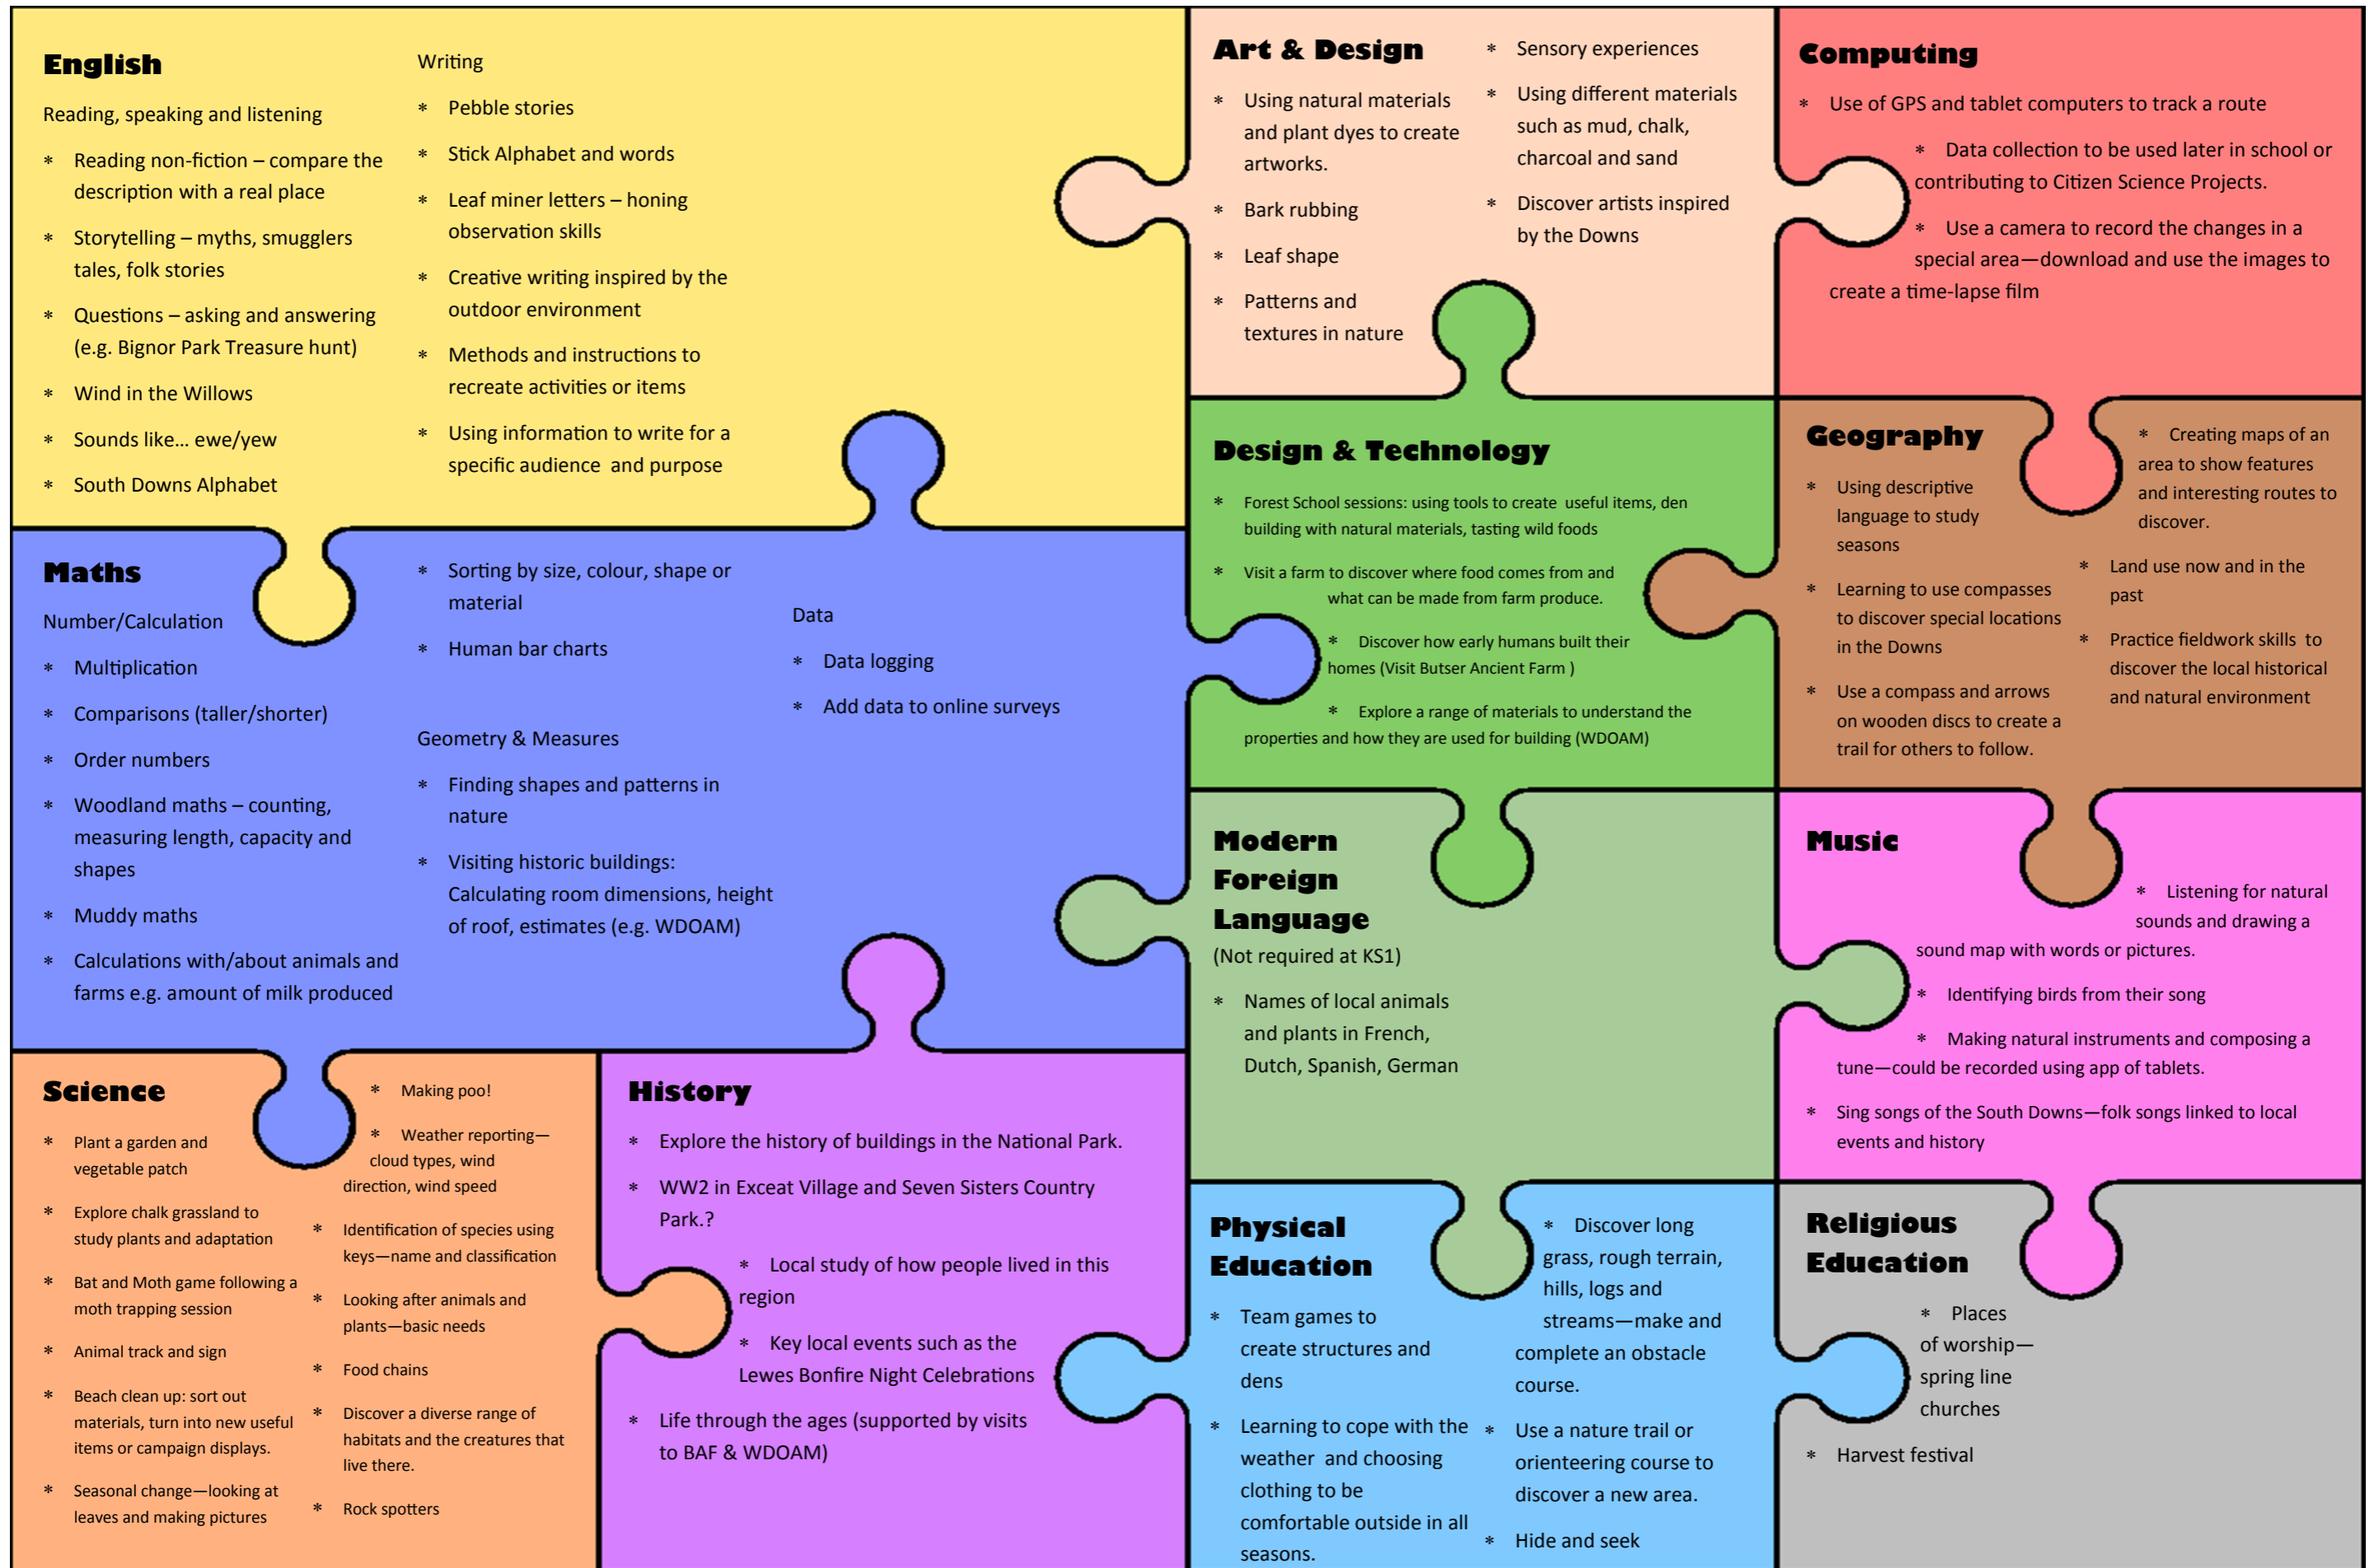 English
Reading, speaking and listening
* Reading non-fiction – compare the
description with a real place
* Storytelling – myths, smugglers
tales, folk stories
* Questions – asking and answering
(e.g. Bignor Park Treasure hunt)
* Wind in the Willows
* Sounds like… ewe/yew
* South Downs Alphabet
Writing
* Pebble stories
* Stick Alphabet and words
* Leaf miner letters – honing
observation skills
* Creative writing inspired by the
outdoor environment
* Methods and instructions to
recreate activities or items
* Using information to write for a
specific audience and purpose
Art & Design
* Using natural materials
and plant dyes to create
artworks.
* Bark rubbing
* Leaf shape
* Patterns and
textures in nature
* Sensory experiences
* Using different materials
such as mud, chalk,
charcoal and sand
* Discover artists inspired
by the Downs
Computing
* Use of GPS and tablet computers to track a route
* Data collection to be used later in school or
contributing to Citizen Science Projects.
* Use a camera to record the changes in a
special area—download and use the images to
create a time-lapse film
Maths
Number/Calculation
* Multiplication
* Comparisons (taller/shorter)
* Order numbers
* Woodland maths – counting,
measuring length, capacity and
shapes
* Muddy maths
* Calculations with/about animals and
farms e.g. amount of milk produced
* Sorting by size, colour, shape or
material
* Human bar charts
Geometry & Measures
* Finding shapes and patterns in
nature
* Visiting historic buildings:
Calculating room dimensions, height
of roof, estimates (e.g. WDOAM)
Data
* Data logging
* Add data to online surveys
Design & Technology
* Forest School sessions: using tools to create useful items, den
building with natural materials, tasting wild foods
* Visit a farm to discover where food comes from and
what can be made from farm produce.
* Discover how early humans built their
homes (Visit Butser Ancient Farm )
* Explore a range of materials to understand the
properties and how they are used for building (WDOAM)
Geography
* Using descriptive
language to study
seasons
* Learning to use compasses
to discover special locations
in the Downs
* Use a compass and arrows
on wooden discs to create a
trail for others to follow.
* Creating maps of an
area to show features
and interesting routes to
discover.
* Land use now and in the
past
* Practice fieldwork skills to
discover the local historical
and natural environment
Modern
Foreign
Language
(Not required at KS1)
* Names of local animals
and plants in French,
Dutch, Spanish, German
Music
* Listening for natural
sounds and drawing a
sound map with words or pictures.
* Identifying birds from their song
* Making natural instruments and composing a
tune—could be recorded using app of tablets.
* Sing songs of the South Downs—folk songs linked to local
events and history
Science
* Plant a garden and
vegetable patch
* Explore chalk grassland to
study plants and adaptation
* Bat and Moth game following a
moth trapping session
* Animal track and sign
* Beach clean up: sort out
materials, turn into new useful
items or campaign displays.
* Seasonal change—looking at
leaves and making pictures
* Making poo!
* Weather reporting—
cloud types, wind
direction, wind speed
* Identification of species using
keys—name and classification
* Looking after animals and
plants—basic needs
* Food chains
* Discover a diverse range of
habitats and the creatures that
live there.
* Rock spotters
History
* Explore the history of buildings in the National Park.
* WW2 in Exceat Village and Seven Sisters Country
Park.?
* Local study of how people lived in this
region
* Key local events such as the
Lewes Bonfire Night Celebrations
* Life through the ages (supported by visits
to BAF & WDOAM)
Physical
Education
* Team games to
create structures and
dens
* Learning to cope with the
weather and choosing
clothing to be
comfortable outside in all
seasons.
* Discover long
grass, rough terrain,
hills, logs and
streams—make and
complete an obstacle
course.
* Use a nature trail or
orienteering course to
discover a new area.
* Hide and seek
Religious
Education
* Places
of worship—
spring line
churches
* Harvest festival